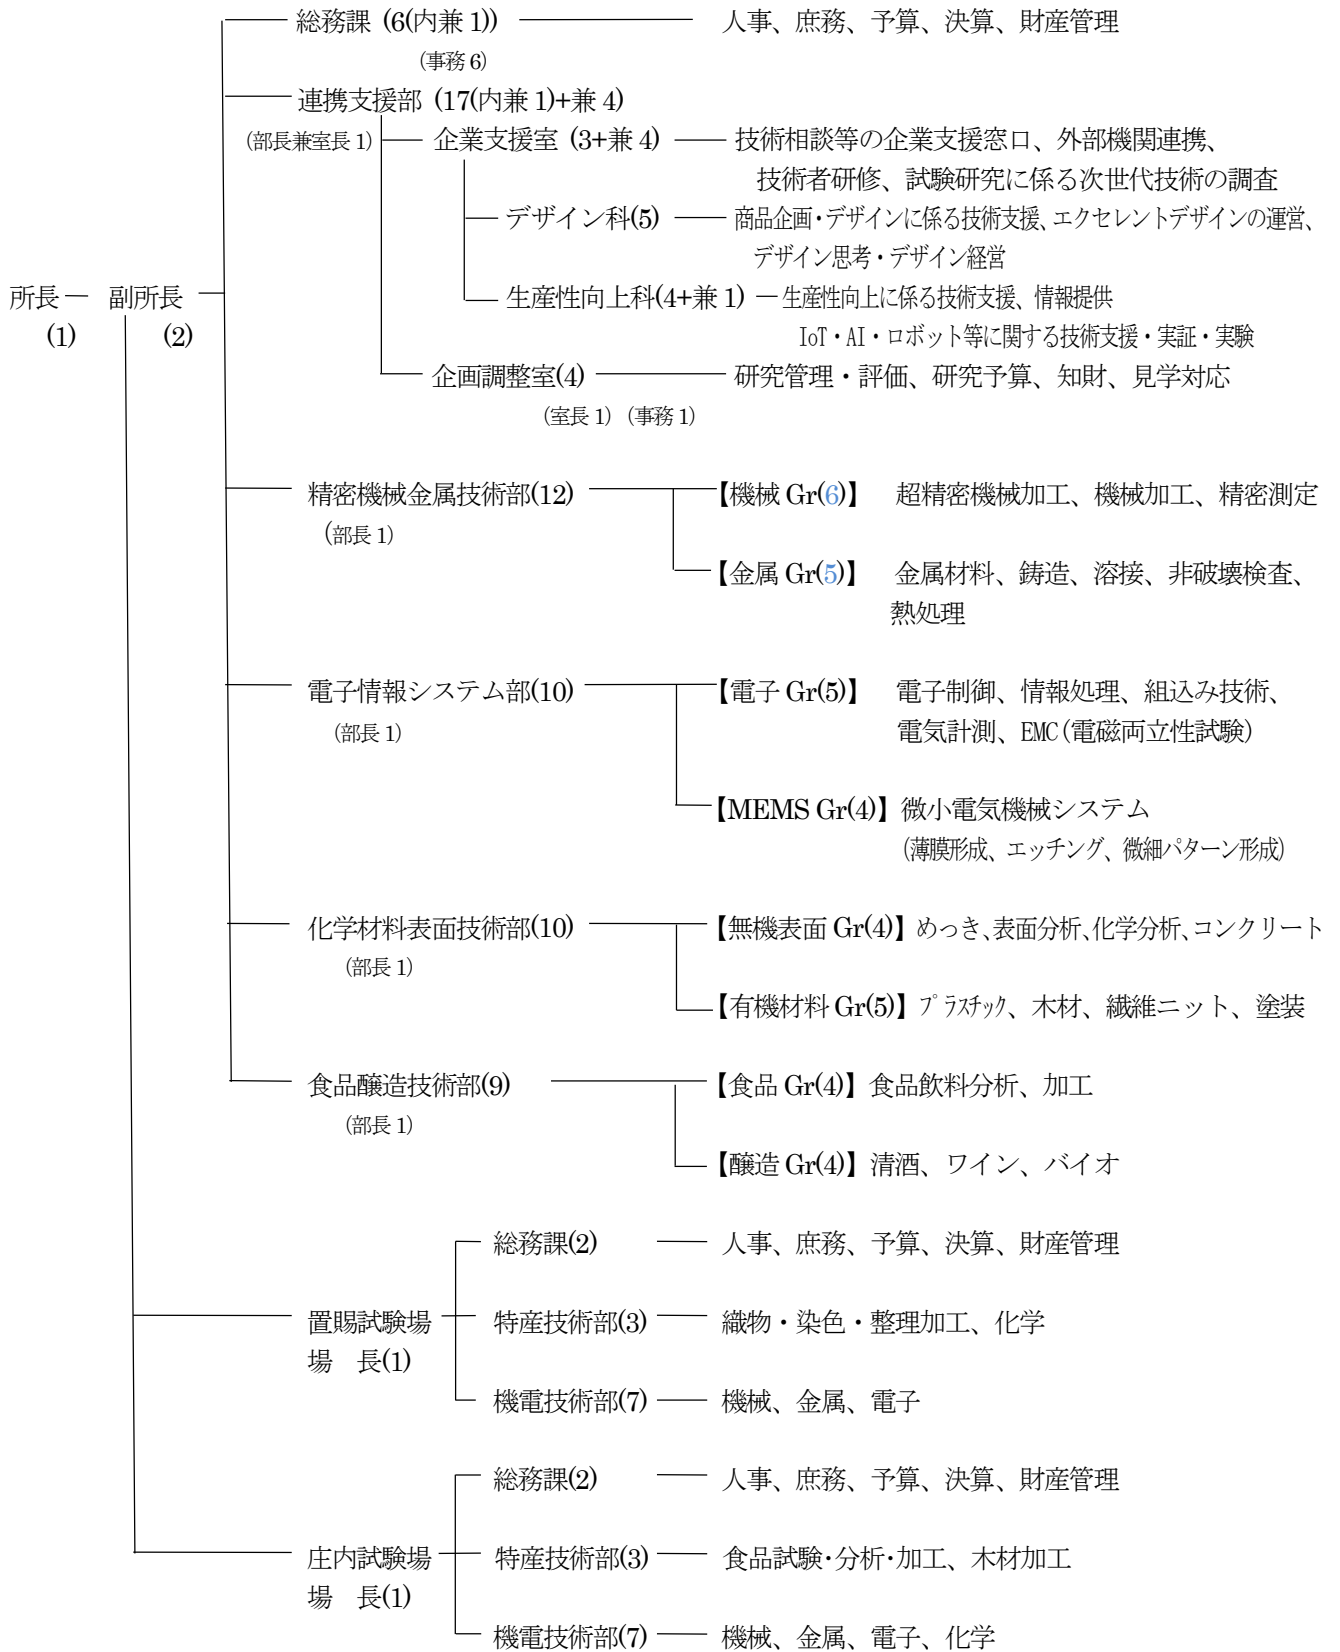 総務課 (6(内兼1)) 人事、庶務、予算、決算、財産管理
(事務6)
連携支援部 (17(内兼1)+兼4)
(部長兼室長1) 企業支援室 (3+兼4) 技術相談等の企業支援窓口、外部機関連携、
技術者研修、試験研究に係る次世代技術の調査
デザイン科(5) 商品企画・デザインに係る技術支援、エクセレントデザインの運営、
デザイン思考・デザイン経営
所長 副所長 生産性向上科(4+兼1) 生産性向上に係る技術支援、情報提供
(1) (2) IoT・AI・ロボット等に関する技術支援・実証・実験
企画調整室(4) 研究管理・評価、研究予算、知財、見学対応
(室長1) (事務1)
精密機械金属技術部(12) 【機械Gr(6)】 超精密機械加工、機械加工、精密測定
(部長1)
【金属Gr(5)】 金属材料、鋳造、溶接、非破壊検査、
熱処理
電子情報システム部(10) 【電子Gr(5)】 電子制御、情報処理、組込み技術、
(部長1) 電気計測、EMC(電磁両立性試験)
【MEMS Gr(4)】 微小電気機械システム
(薄膜形成、エッチング、微細パターン形成)
化学材料表面技術部(10) 【無機表面Gr(4)】 めっき、表面分析、化学分析、コンクリート
(部長1)
【有機材料Gr(5)】 プラスチック、木材、繊維ニット、塗装
食品醸造技術部(9) 【食品Gr(4)】 食品飲料分析、加工
(部長1)
【醸造Gr(4)】 清酒、ワイン、バイオ
総務課(2) 人事、庶務、予算、決算、財産管理
置賜試験場 特産技術部(3) 織物・染色・整理加工、化学
場 長(1)
機電技術部(7) 機械、金属、電子
総務課(2) 人事、庶務、予算、決算、財産管理
庄内試験場 特産技術部(3) 食品試験・分析・加工、木材加工
場 長(1)
機電技術部(7) 機械、金属、電子、化学